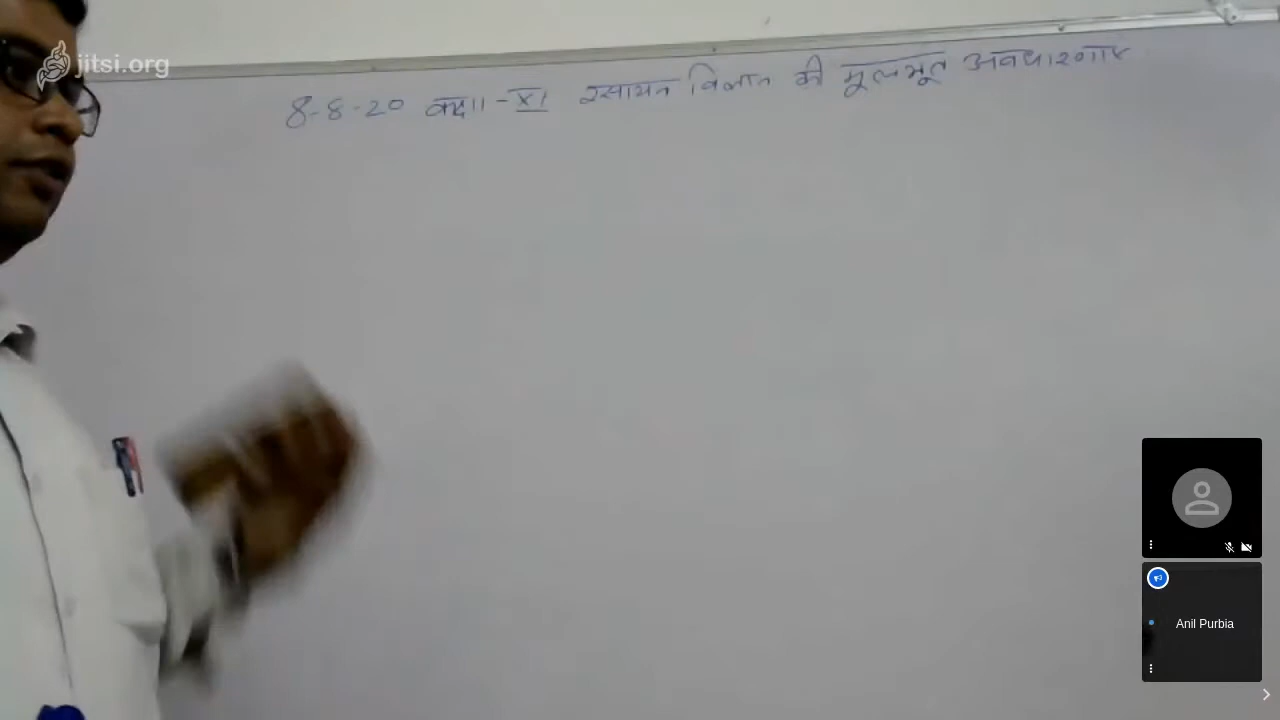 jitsi.org
8-8-20 कक्षा-XI रसायन विज्ञान की मूलभूत अवधारणाएँ
Anil Purbia